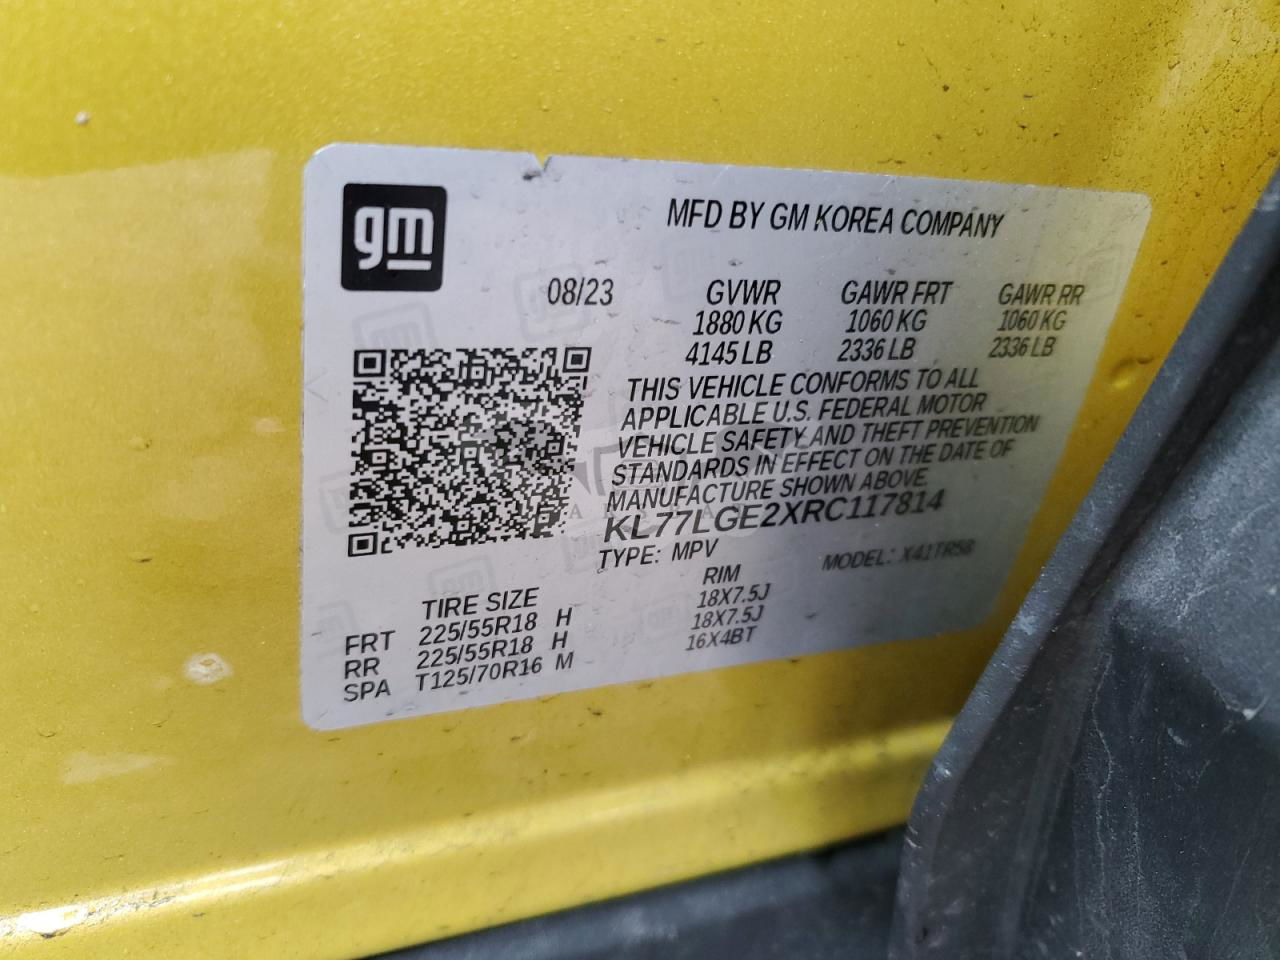 gm
MFD BY GM KOREA COMPANY
08/23 GVWR GAWR FRT GAWR RR
1880 KG 1060 KG 1060 KG
4145 LB 2336 LB 2336 LB
THIS VEHICLE CONFORMS TO ALL
APPLICABLE U.S. FEDERAL MOTOR
VEHICLE SAFETY AND THEFT PREVENTION
STANDARDS IN EFFECT ON THE DATE OF
MANUFACTURE SHOWN ABOVE
KL77LGE2XRC117814
TYPE: MPV MODEL: X41TR58
TIRE SIZE RIM
FRT 225/55R18 H 18X7.5J
RR 225/55R18 H 18X7.5J
SPA T125/70R16 M 16X4BT